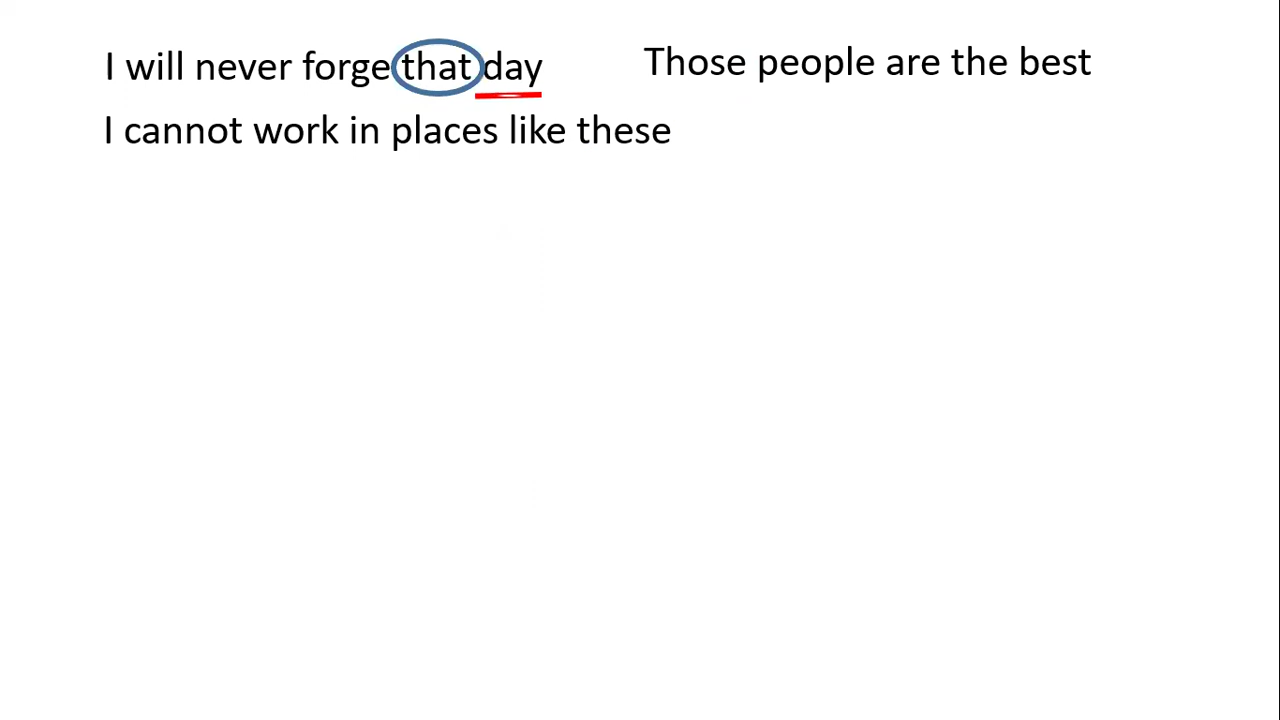 I will never forge that day
Those people are the best
I cannot work in places like these